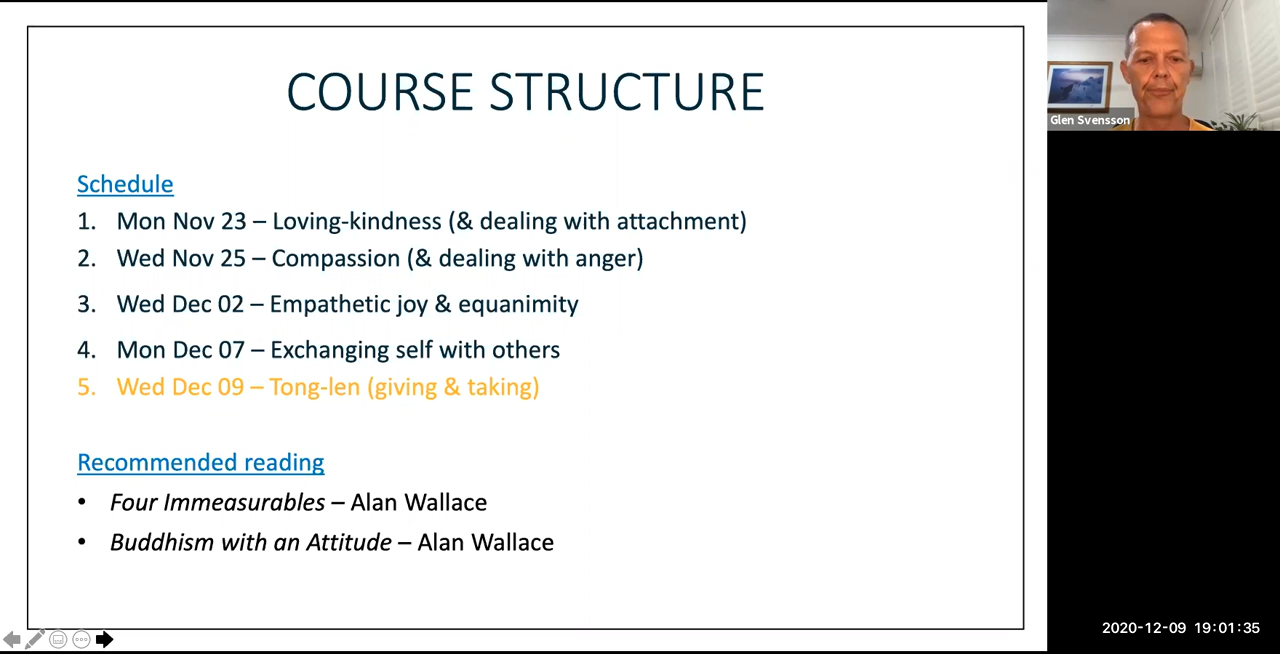 COURSE STRUCTURE
Schedule
1. Mon Nov 23 – Loving-kindness (& dealing with attachment)
2. Wed Nov 25 – Compassion (& dealing with anger)
3. Wed Dec 02 – Empathetic joy & equanimity
4. Mon Dec 07 – Exchanging self with others
5. Wed Dec 09 – Tong-len (giving & taking)
Recommended reading
• Four Immeasurables – Alan Wallace
• Buddhism with an Attitude – Alan Wallace
Glen Svensson
2020-12-09 19:01:35